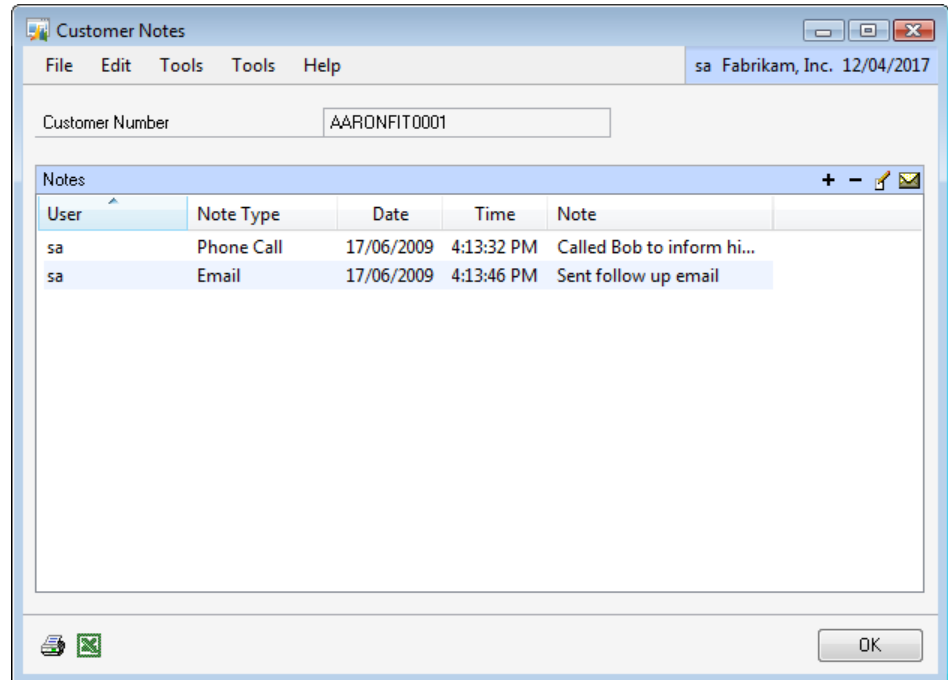 Customer Notes
File Edit Tools Tools Help sa Fabrikam, Inc. 12/04/2017
Customer Number AARONFIT0001
Notes
User Note Type Date Time Note
sa Phone Call 17/06/2009 4:13:32 PM Called Bob to inform hi...
sa Email 17/06/2009 4:13:46 PM Sent follow up email
OK